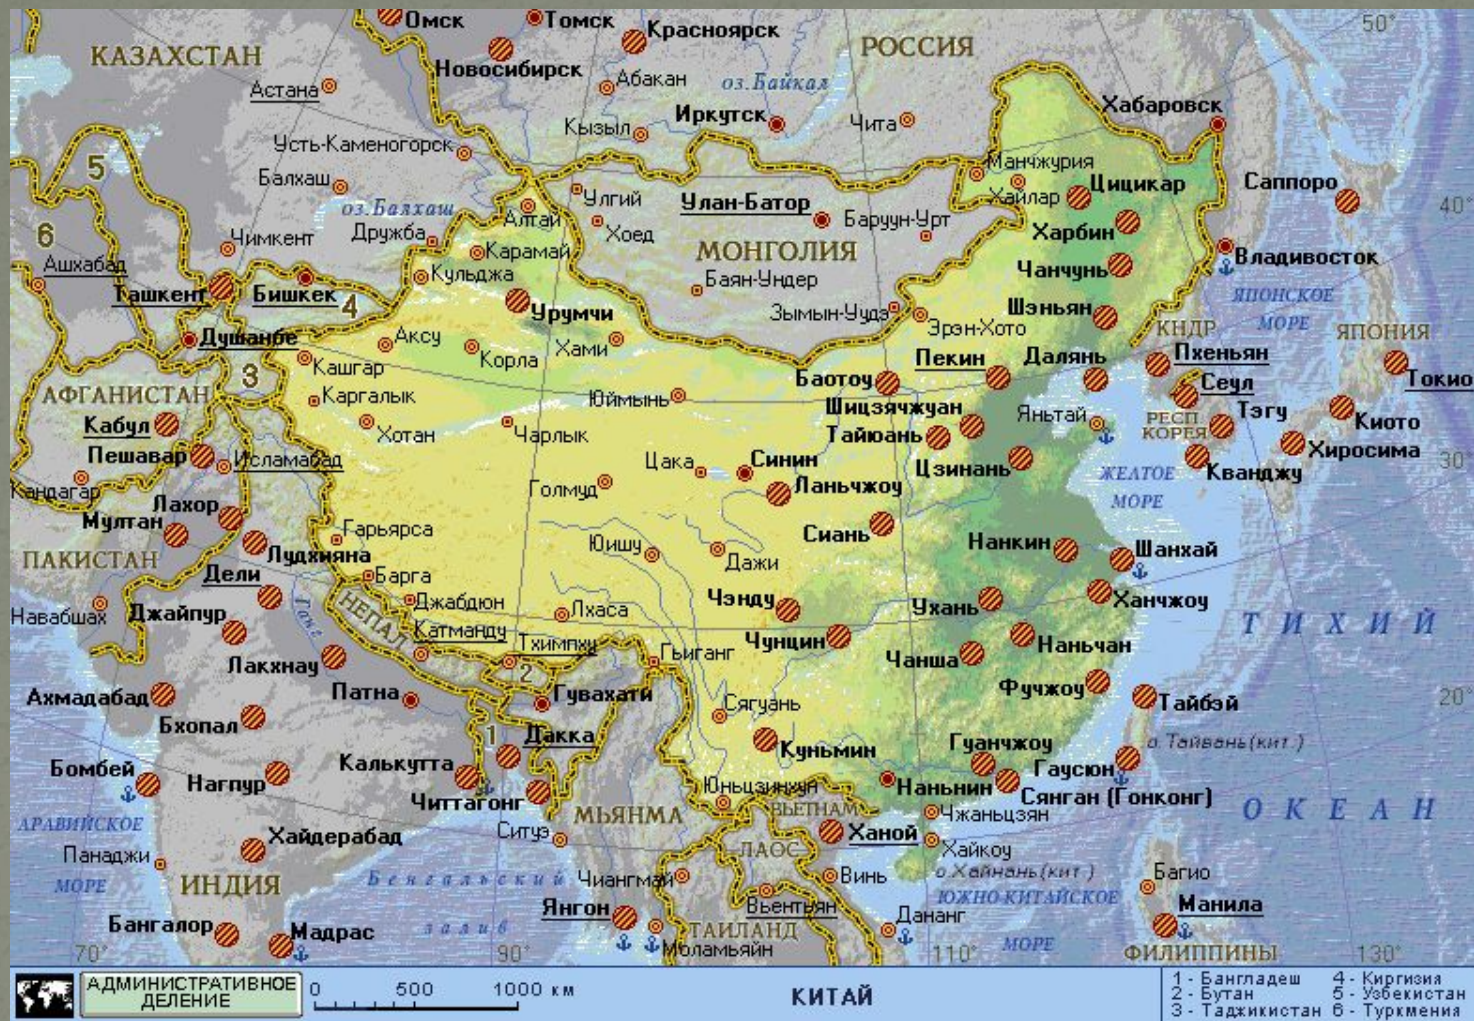 Омск
Томск
Красноярск
50°
КАЗАХСТАН
РОССИЯ
Новосибирск
Абакан
оз.Байкал
Астана
Хабаровск
Иркутск
Чита
Кызыл
Усть-Каменогорск
5
Манчжурия
Балхаш
Улгий
Улан-Батор
Хайлар
Цицикар
Саппоро
оз.Балхаш
Алтай
40°
6
Дружба
Хоед
Баруун-Урт
Харбин
Чимкент
Карамай
МОНГОЛИЯ
Владивосток
Ашхабад
Кульджа
Чанчунь
Ташкент
Бишкек
Баян-Ундер
ЯПОНСКОЕ
4
Урумчи
Зымын-Уудэ
Шэньян
МОРЕ
Эрэн-Хото
КНДР
ЯПОНИЯ
Душанбе
Аксу
Корла
Хами
Пекин
Далянь
Пхеньян
Кашгар
3
Баотоу
Токио
АФГАНИСТАН
Каргалык
Юймынь
Сеул
Шицзячжуан
Яньтай
РЕСП.
КОРЕЯ
Тэгу
Киото
Кабул
Хотан
Чарлык
Тайюань
Хиросима
Пешавар
Исламабад
Цака
Синин
Цзинань
30°
Кванджу
ЖЕЛТОЕ
Кандагар
Голмуд
Ланьчжоу
МОРЕ
Лахор
Мултан
Гарьярса
Сиань
Юишу
Нанкин
Шанхай
ПАКИСТАН
Лудхияна
Дажи
Дели
Барга
Навабшах
Джайпур
Ганг
НЕПАЛ
Джабдюн
Лхаса
Чэнду
Ухань
Ханчжоу
Т И Х И Й
Катманду
Тхимпху
Гьиганг
Чунцин
Наньчан
Лакхнау
2
Чанша
Ахмадабад
Патна
Гувахати
Фучжоу
Тайбэй
20°
Бхопал
Сягуань
1
Дакка
Куньмин
Гуанчжоу
о.Тайвань(кит.)
Бомбей
Нагпур
Калькутта
Гаусюн
Читтагонг
Юньцзинхун
Наньнин
Сянган (Гонконг)
АРАВИЙСКОЕ
МЬЯНМА
ВЬЕТНАМ
Чжаньцзян
О К Е А Н
Хайдерабад
Ситуэ
Ханой
Панаджи
ЛАОС
Хайкоу
МОРЕ
ИНДИЯ
Бенгальский
Чиангмай
Винь
о.Хайнань(кит.)
Багио
ЮЖНО-КИТАЙСКОЕ
Янгон
Вьентьян
Дананг
Манила
Бангалор
Мадрас
залив
ТАИЛАНД
Моламьяйн
МОРЕ
70°
90°
110°
ФИЛИППИНЫ
130°
АДМИНИСТРАТИВНОЕ
ДЕЛЕНИЕ
0 500 1000 км
КИТАЙ
1 - Бангладеш 4 - Киргизия
2 - Бутан 5 - Узбекистан
3 - Таджикистан 6 - Туркмения